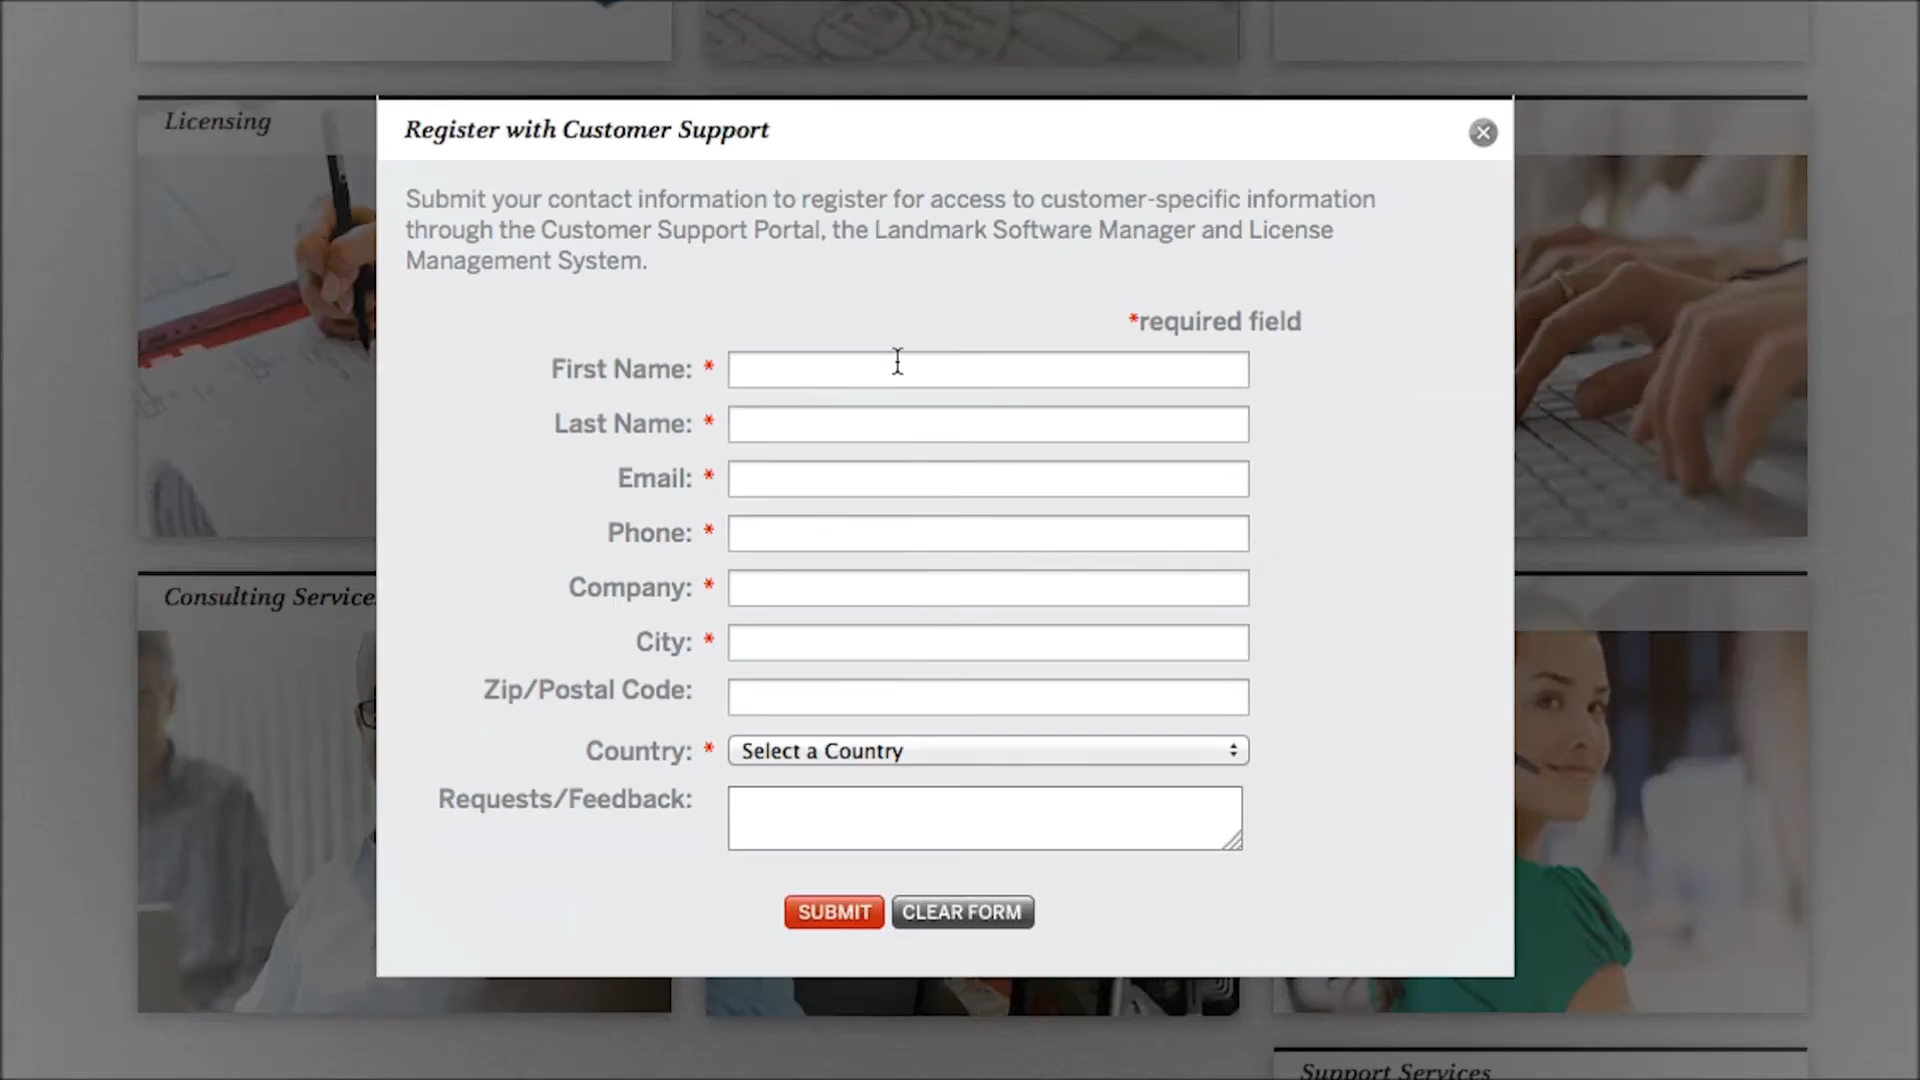 Licensing
Register with Customer Support
Submit your contact information to register for access to customer-specific information
through the Customer Support Portal, the Landmark Software Manager and License
Management System.
*required field
First Name: *
Last Name: *
Email: *
Phone: *
Company: *
City: *
Zip/Postal Code:
Country: * Select a Country
Requests/Feedback:
SUBMIT CLEAR FORM
Consulting Service
Support Services